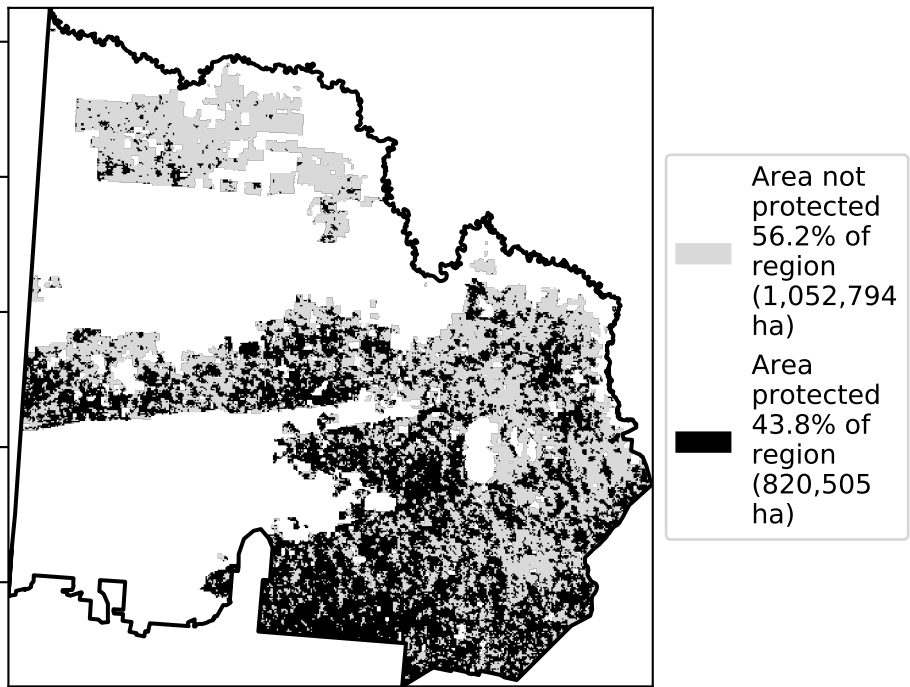 Area not
protected
56.2% of
region
(1,052,794
ha)
Area
protected
43.8% of
region
(820,505
ha)